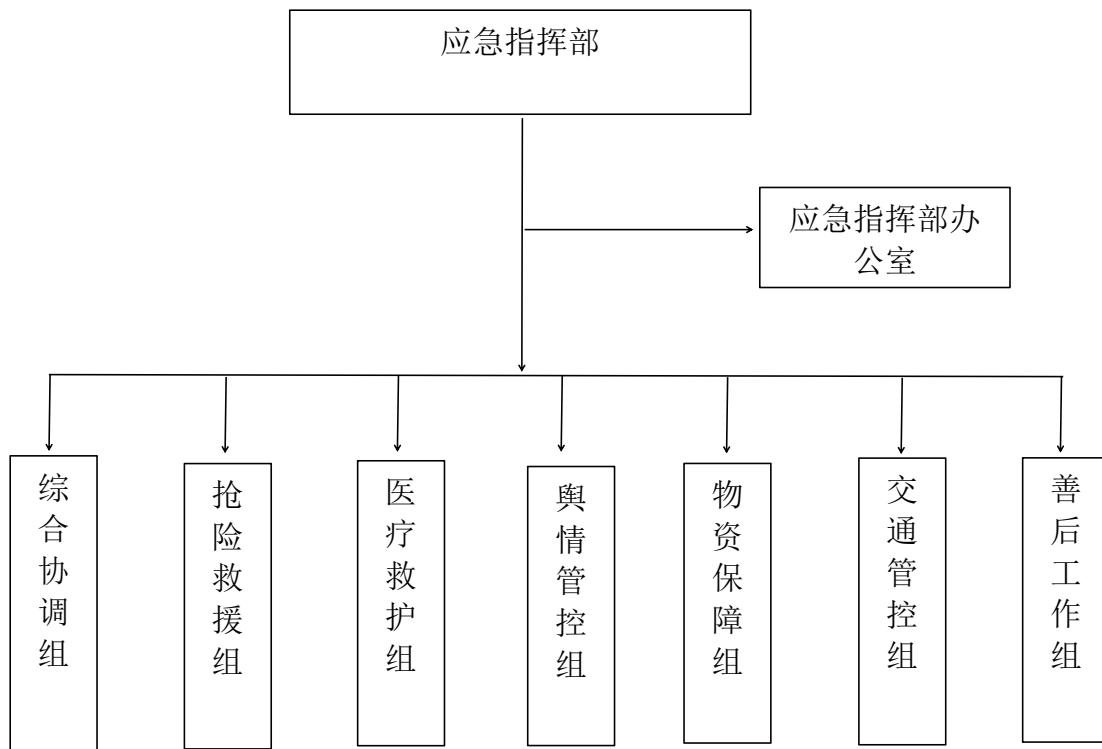 应急指挥部
应急指挥部办
公室
综合协调组
抢险救援组
医疗救护组
舆情管控组
物资保障组
交通管控组
善后工作组